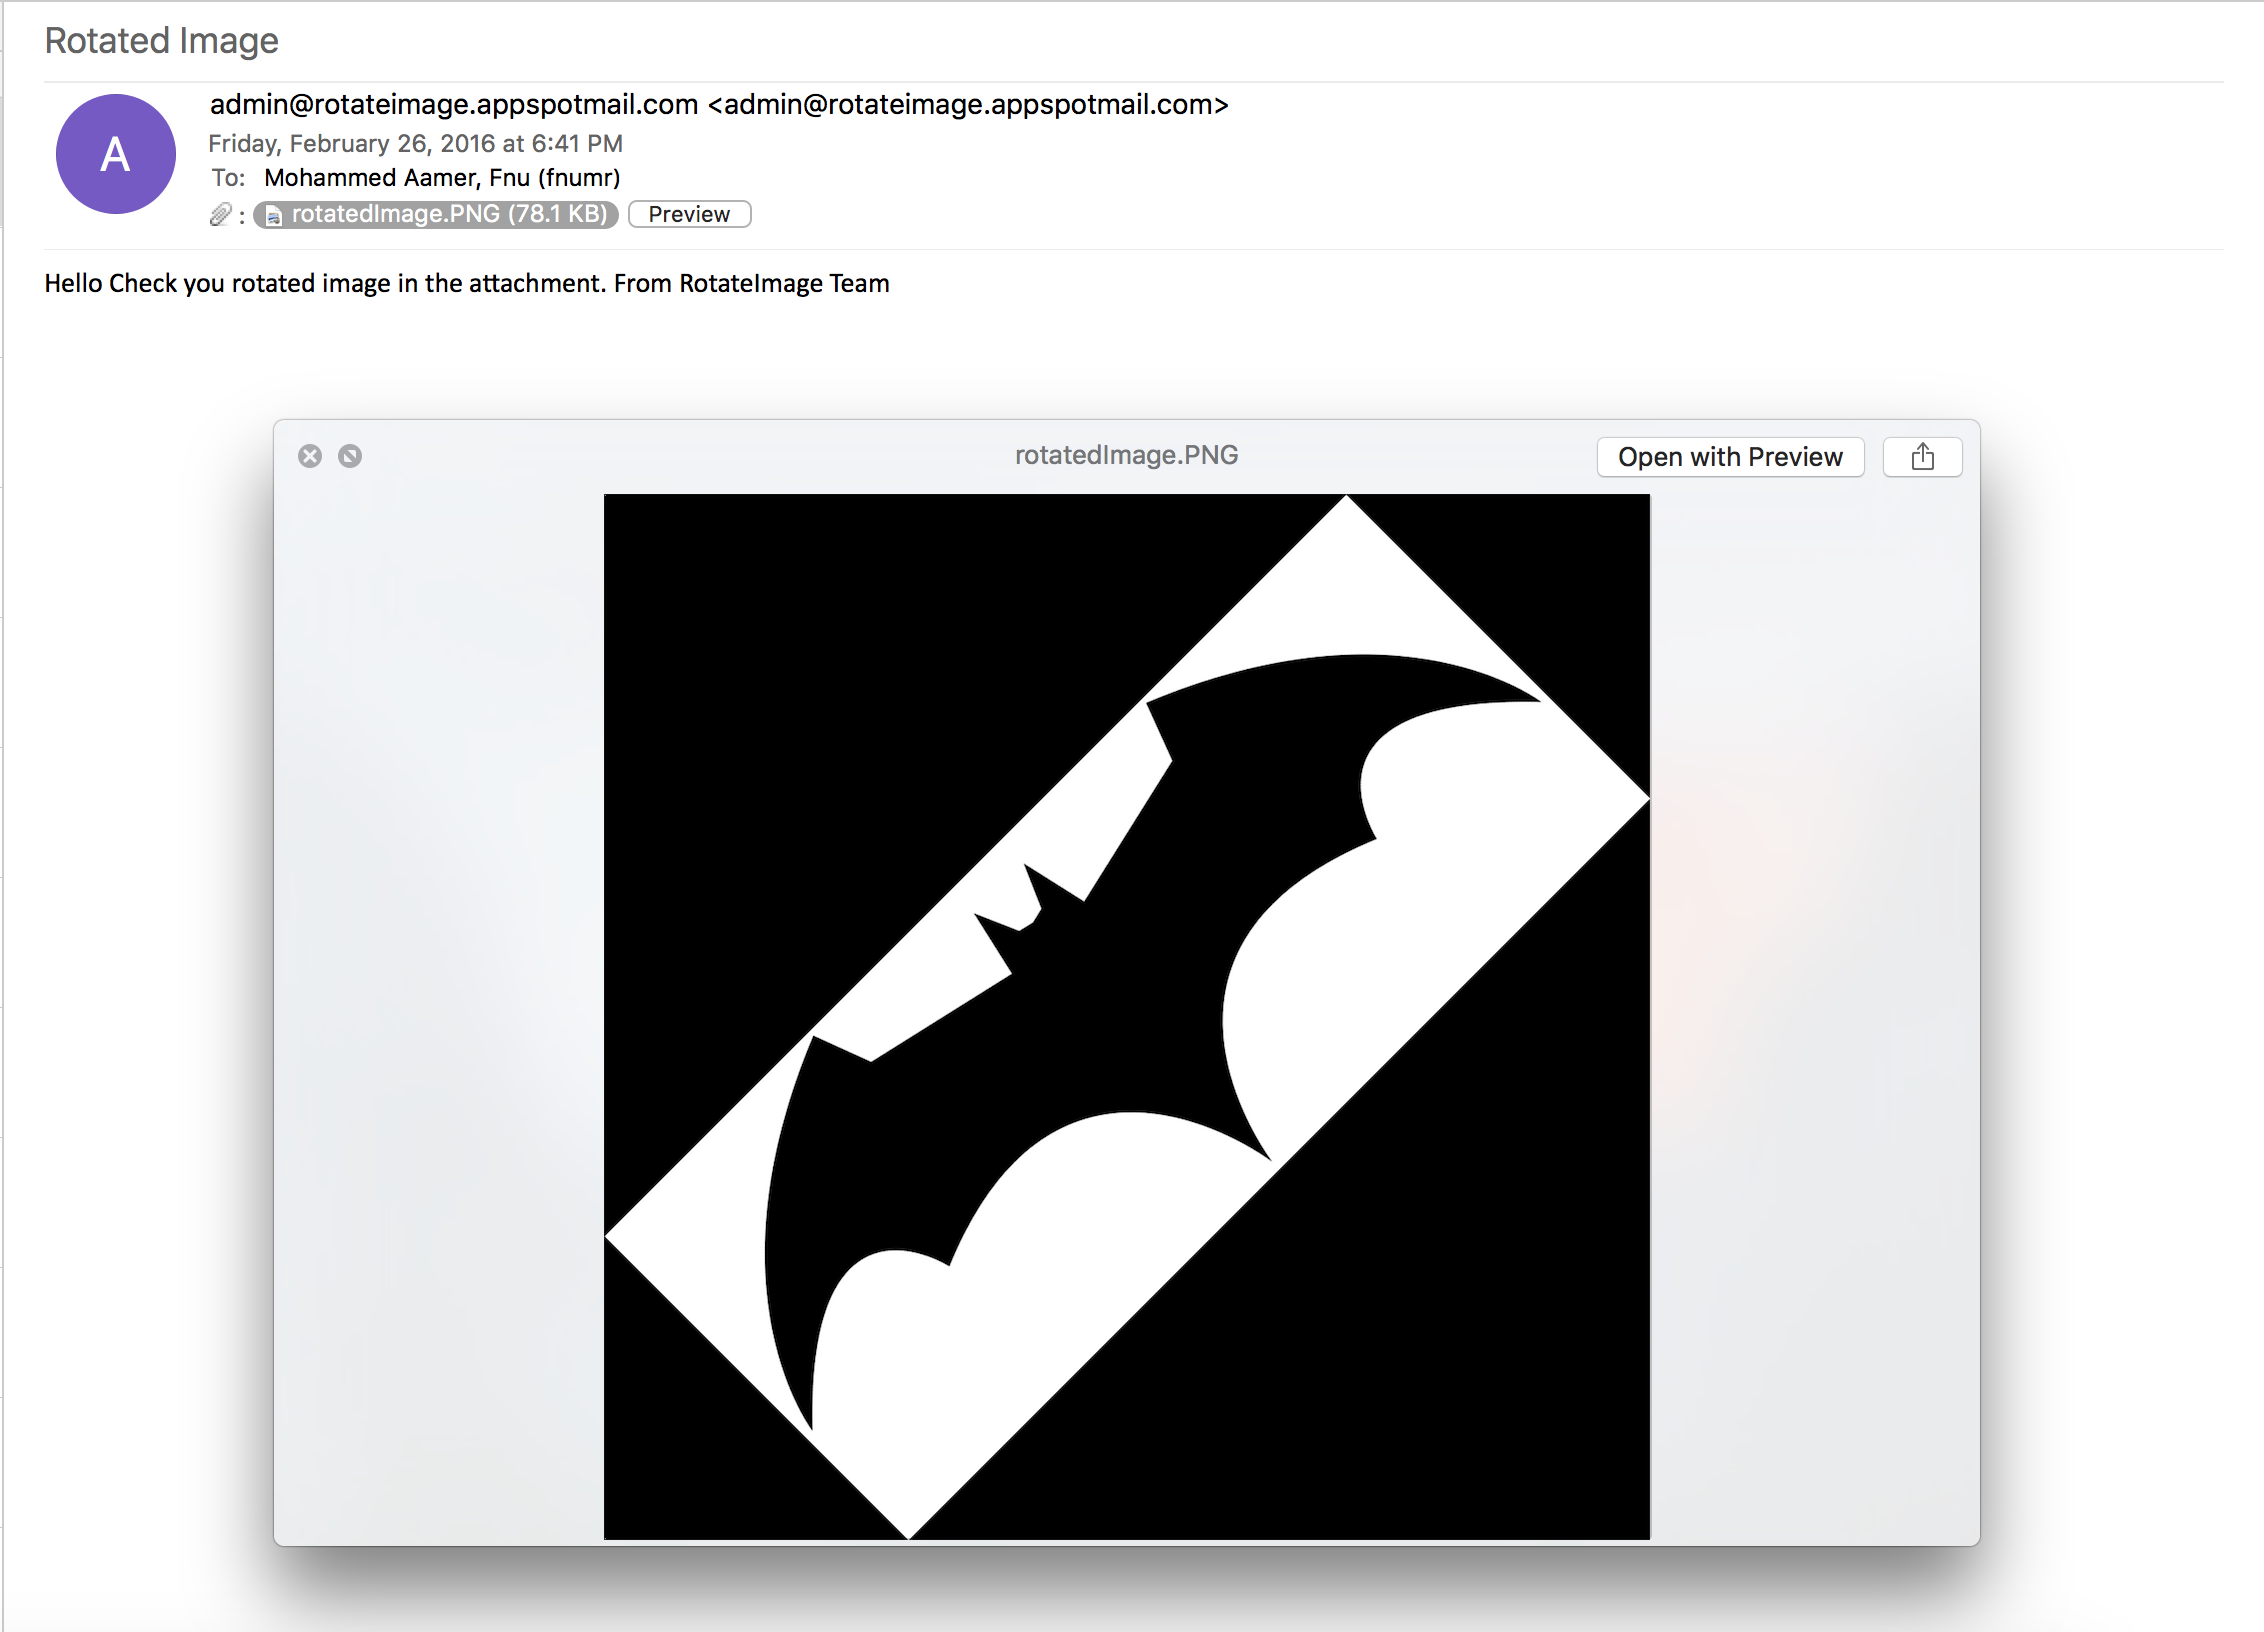 Rotated Image
A
admin@rotateimage.appspotmail.com <admin@rotateimage.appspotmail.com>
Friday, February 26, 2016 at 6:41 PM
To: Mohammed Aamer, Fnu (fnumr)
: rotatedImage.PNG (78.1 KB) Preview
Hello Check you rotated image in the attachment. From RotateImage Team
rotatedImage.PNG Open with Preview